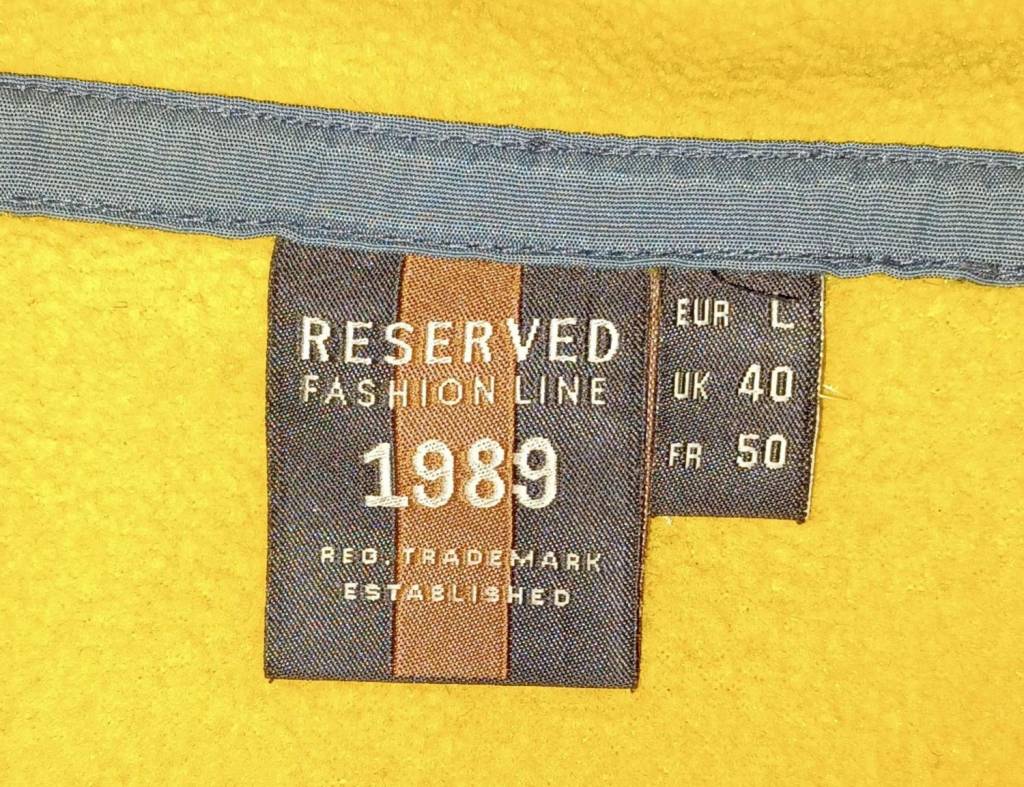 RESERVED
FASHION LINE
1989
REG. TRADEMARK
ESTABLISHED
EUR L
UK 40
FR 50